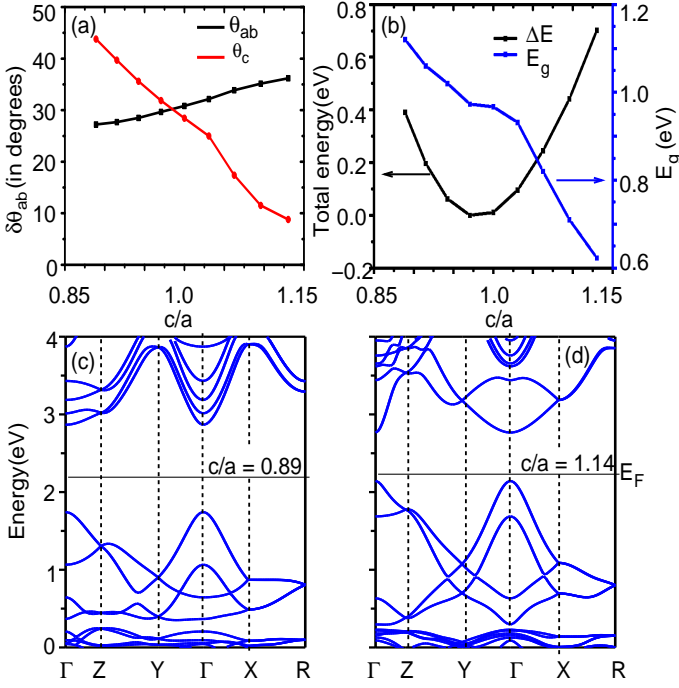 (a)
θab
θc
δθab (in degrees)
50
40
30
20
10
0
0.85
1.0
1.15
c/a
(b)
ΔE
Eg
Total energy(eV)
0.8
0.6
0.4
0.2
0.0
−0.2
1.2
1.0
0.8
0.6
Eg (eV)
0.85
1.0
1.15
c/a
(c)
Energy(eV)
4
3
2
1
0
c/a = 0.89
Γ Z Y Γ X R
(d)
c/a = 1.14
EF
Γ Z Y Γ X R